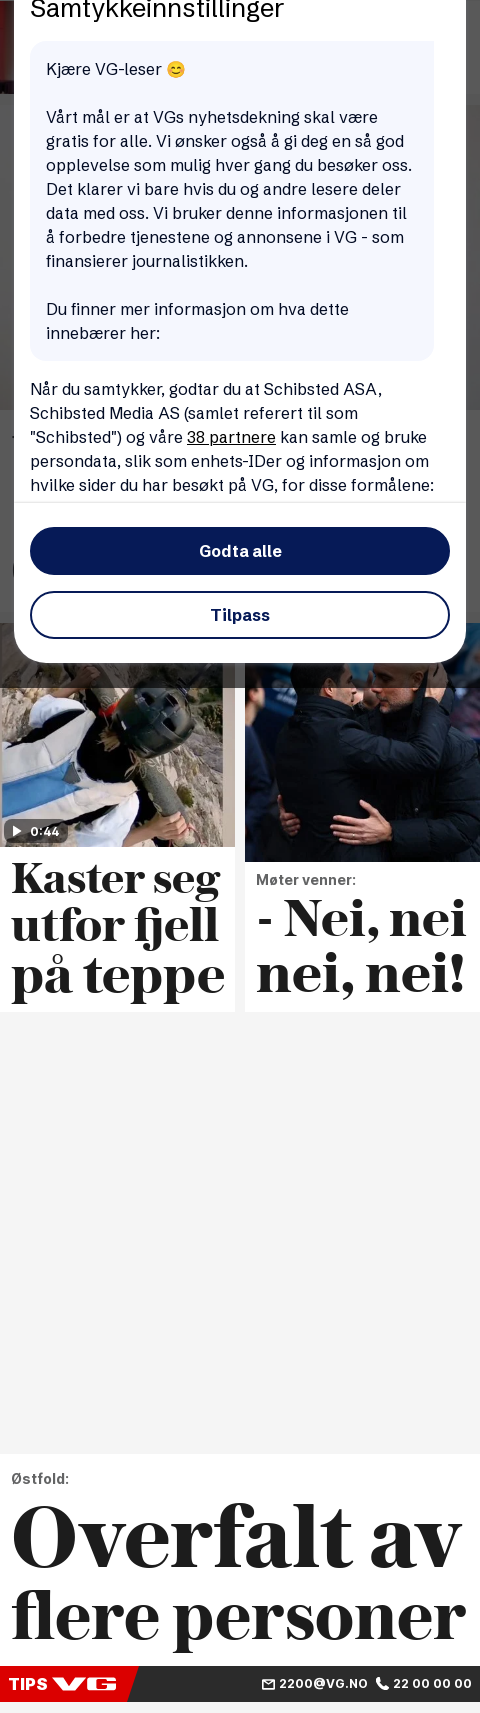 Samtykkeinnstillinger
Kjære VG-leser 😊
Vårt mål er at VGs nyhetsdekning skal være
gratis for alle. Vi ønsker også å gi deg en så god
opplevelse som mulig hver gang du besøker oss.
Det klarer vi bare hvis du og andre lesere deler
data med oss. Vi bruker denne informasjonen til
å forbedre tjenestene og annonsene i VG - som
finansierer journalistikken.
Du finner mer informasjon om hva dette
innebærer her:
Når du samtykker, godtar du at Schibsted ASA,
Schibsted Media AS (samlet referert til som
"Schibsted") og våre 38 partnere kan samle og bruke
persondata, slik som enhets-IDer og informasjon om
hvilke sider du har besøkt på VG, for disse formålene:
Godta alle
Tilpass
0:44
Kaster seg
utfor fjell
på teppe
Møter venner:
- Nei, nei
nei, nei!
Østfold:
Overfalt av
flere personer
TIPS VG
2200@VG.NO
22 00 00 00